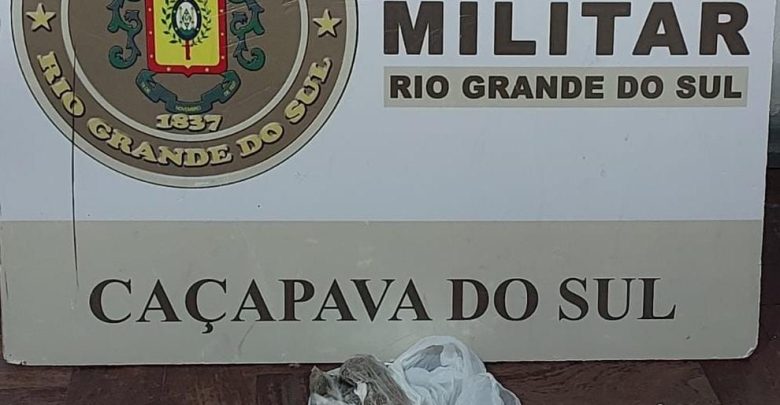 MILITAR
RIO GRANDE DO SUL
1837
RIO GRANDE DO SUL
CAÇAPAVA DO SUL